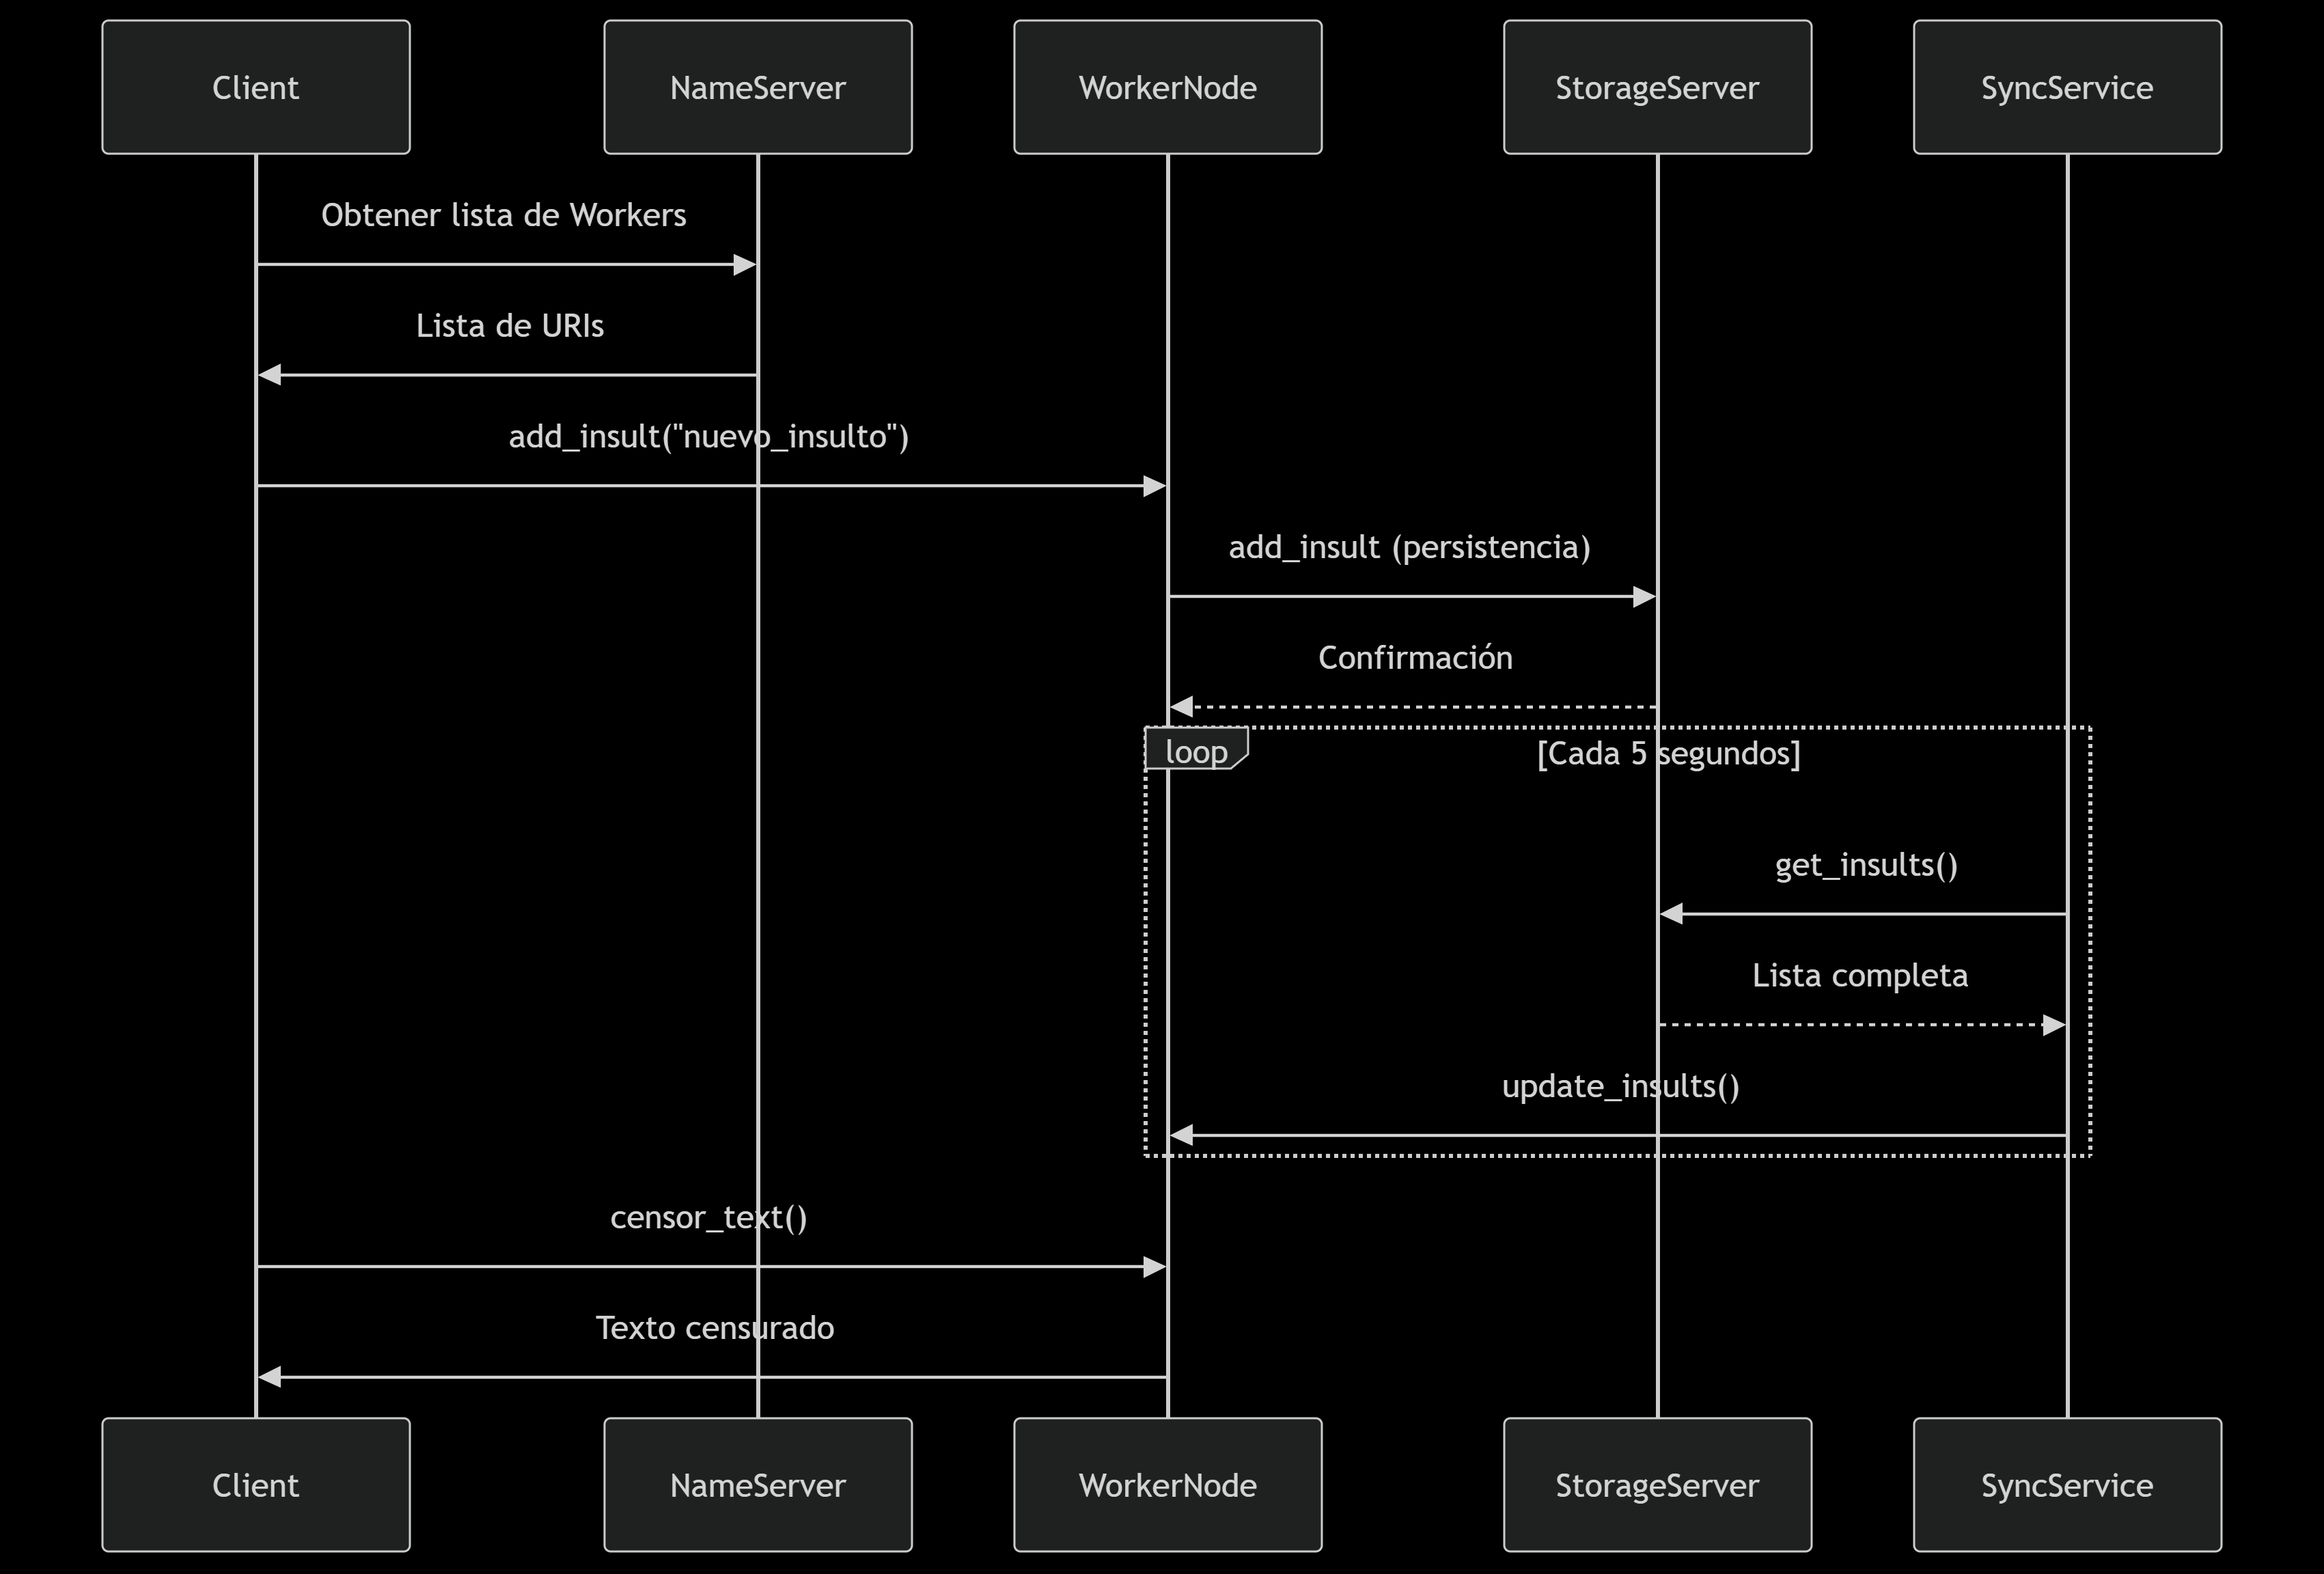 Client
NameServer
WorkerNode
StorageServer
SyncService
Obtener lista de Workers
Lista de URIs
add_insult("nuevo_insulto")
add_insult (persistencia)
Confirmación
loop
[Cada 5 segundos]
get_insults()
Lista completa
update_insults()
censor_text()
Texto censurado
Client
NameServer
WorkerNode
StorageServer
SyncService